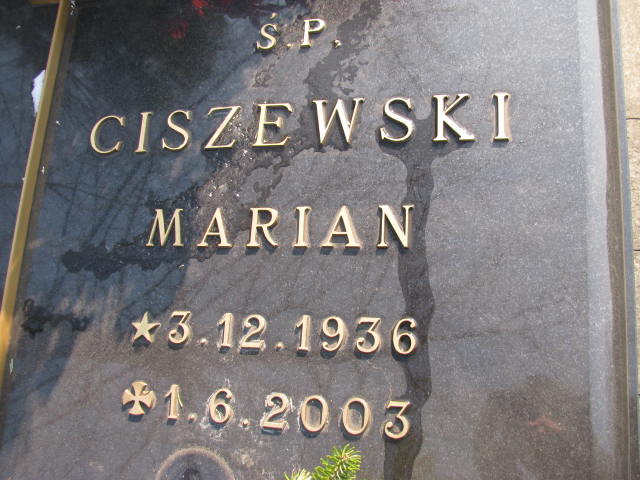 Ś.P.
CISZEWSKI
MARIAN
★3.12.1936
✠1.6.2003